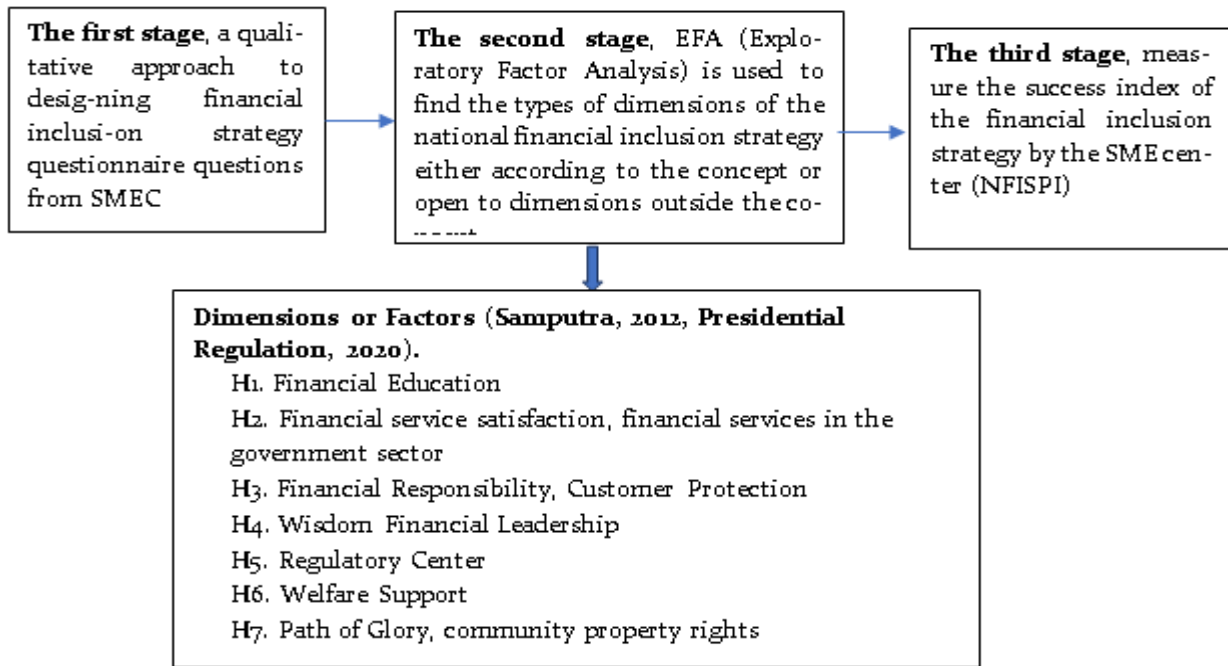 The first stage, a quali-
tative approach to
desig-ning financial
inclusi-on strategy
questionnaire questions
from SMEC
The second stage, EFA (Explo-
ratory Factor Analysis) is used to
find the types of dimensions of the
national financial inclusion strategy
either according to the concept or
open to dimensions outside the co-
The third stage, meas-
ure the success index of
the financial inclusion
strategy by the SME cen-
ter (NFISPI)
Dimensions or Factors (Samputra, 2012, Presidential
Regulation, 2020).
H1. Financial Education
H2. Financial service satisfaction, financial services in the
government sector
H3. Financial Responsibility, Customer Protection
H4. Wisdom Financial Leadership
H5. Regulatory Center
H6. Welfare Support
H7. Path of Glory, community property rights